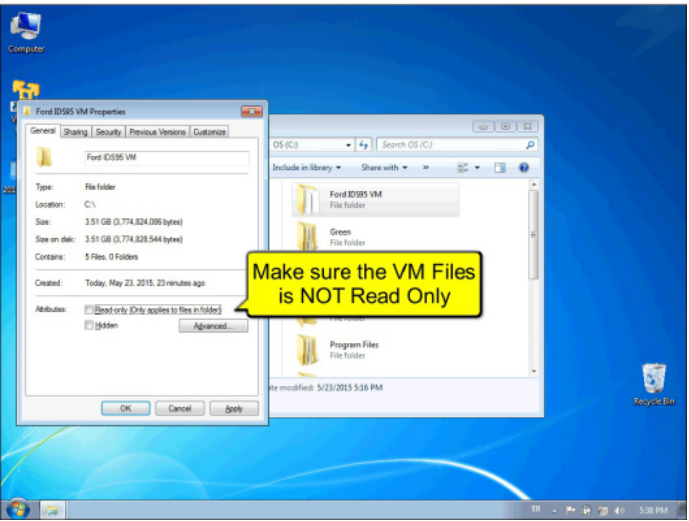 Computer
Ford IDS95 VM Properties
General Sharing Security Previous Versions Customize
Ford IDS95 VM
Type: File folder
Location: C:\
Size: 3.51 GB (3,774,824,086 bytes)
Size on disk: 3.51 GB (3,774,828,544 bytes)
Contains: 5 Files, 0 Folders
Created: Today, May 23, 2015, 23 minutes ago
Attributes: Read-only (Only applies to files in folder)
Hidden Advanced...
OK Cancel Apply
OS (C:) Search OS (C:)
Include in library Share with »
Ford IDS95 VM
File folder
Green
File folder
Make sure the VM Files
is NOT Read Only
File folder
Program Files
File folder
date modified: 5/23/2015 5:16 PM
Recycle Bin
5:38 PM